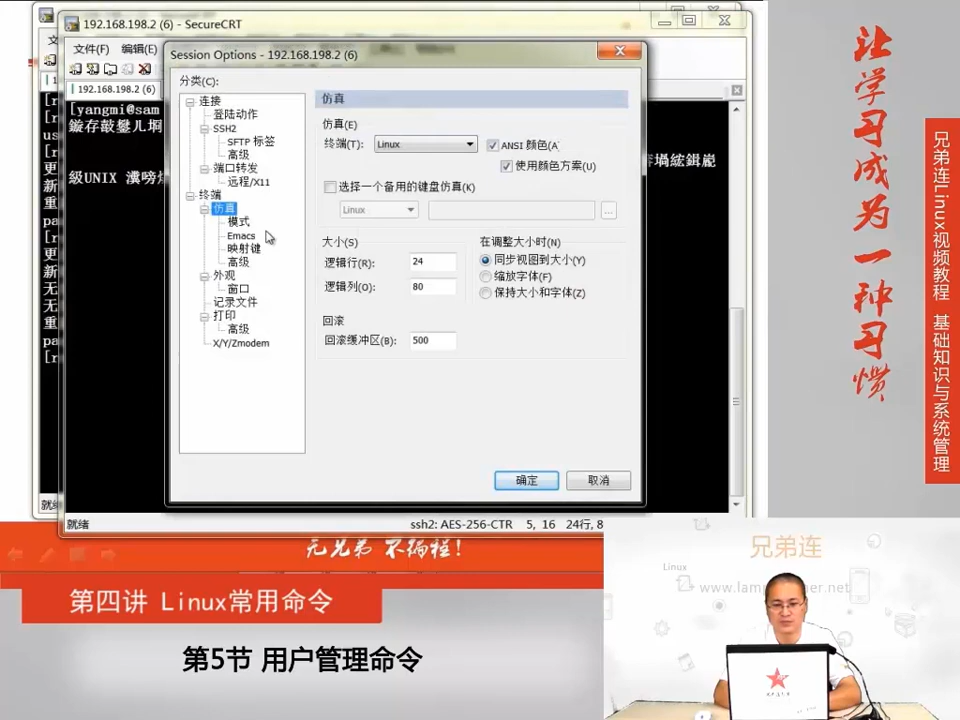 192.168.198.2 (6) - SecureCRT
文件(F) 编辑(E)
Session Options - 192.168.198.2 (6)
192.168.198.2 (6)
[yangmi@sam
级UNIX
分类(C):
连接
登陆动作
SSH2
SFTP 标签
高级
端口转发
远程/X11
终端
仿真
模式
Emacs
映射键
高级
外观
窗口
记录文件
打印
高级
X/Y/Zmodem
仿真
仿真(E)
终端(T): Linux
ANSI 颜色(A)
使用颜色方案(U)
选择一个备用的键盘仿真(K)
Linux
...
大小(S)
逻辑行(R): 24
逻辑列(O): 80
在调整大小时(N)
同步视图到大小(Y)
缩放字体(F)
保持大小和字体(Z)
回滚
回滚缓冲区(B): 500
确定
取消
就绪
ssh2: AES-256-CTR 5, 16 24行, 8
就绪
让学习成为一种习惯
兄弟连Linux视频教程 基础知识与系统管理
无兄弟 不编程!
第四讲 Linux常用命令
第5节 用户管理命令
兄弟连
Linux